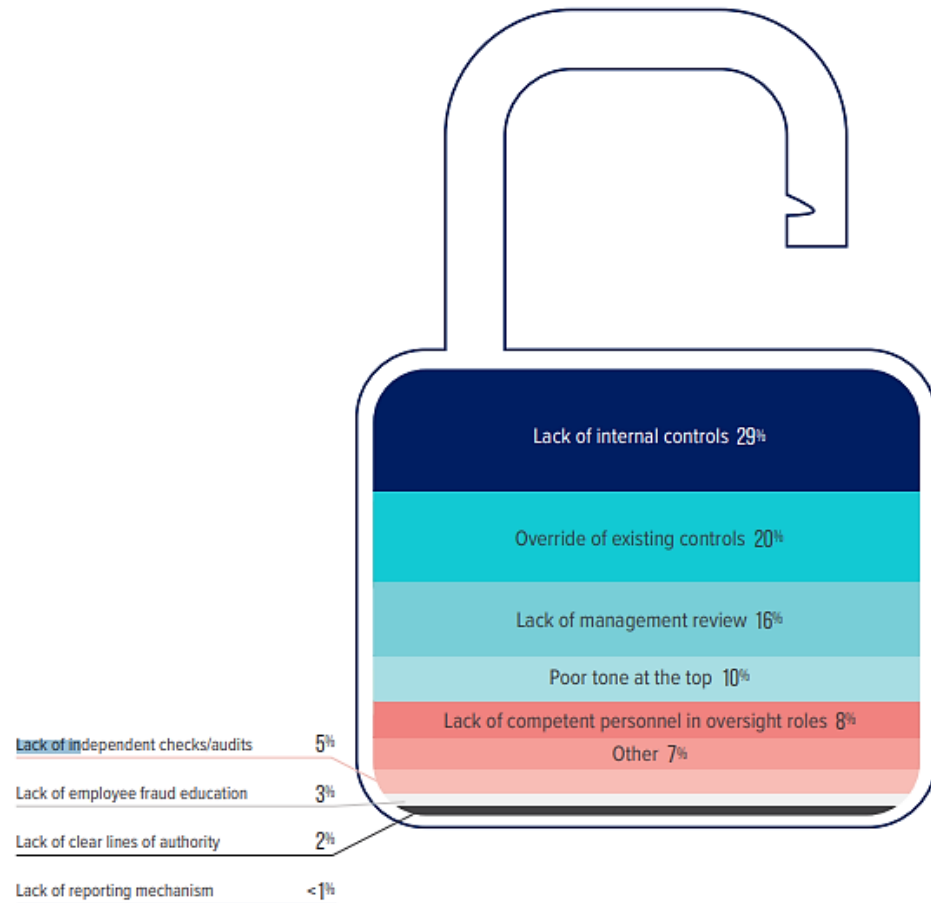 Lack of internal controls 29%
Override of existing controls 20%
Lack of management review 16%
Poor tone at the top 10%
Lack of competent personnel in oversight roles 8%
Other 7%
Lack of independent checks/audits 5%
Lack of employee fraud education 3%
Lack of clear lines of authority 2%
Lack of reporting mechanism <1%